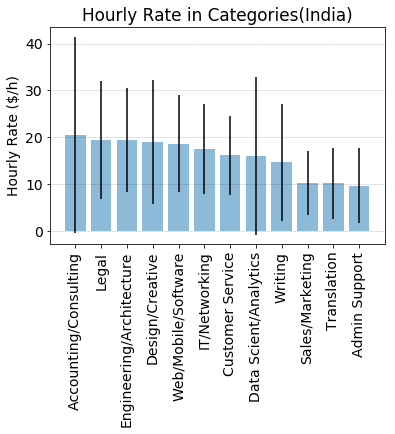 Hourly Rate in Categories(India)
Hourly Rate ($/h)
40
30
20
10
0
Accounting/Consulting
Legal
Engineering/Architecture
Design/Creative
Web/Mobile/Software
IT/Networking
Customer Service
Data Scient/Analytics
Writing
Sales/Marketing
Translation
Admin Support